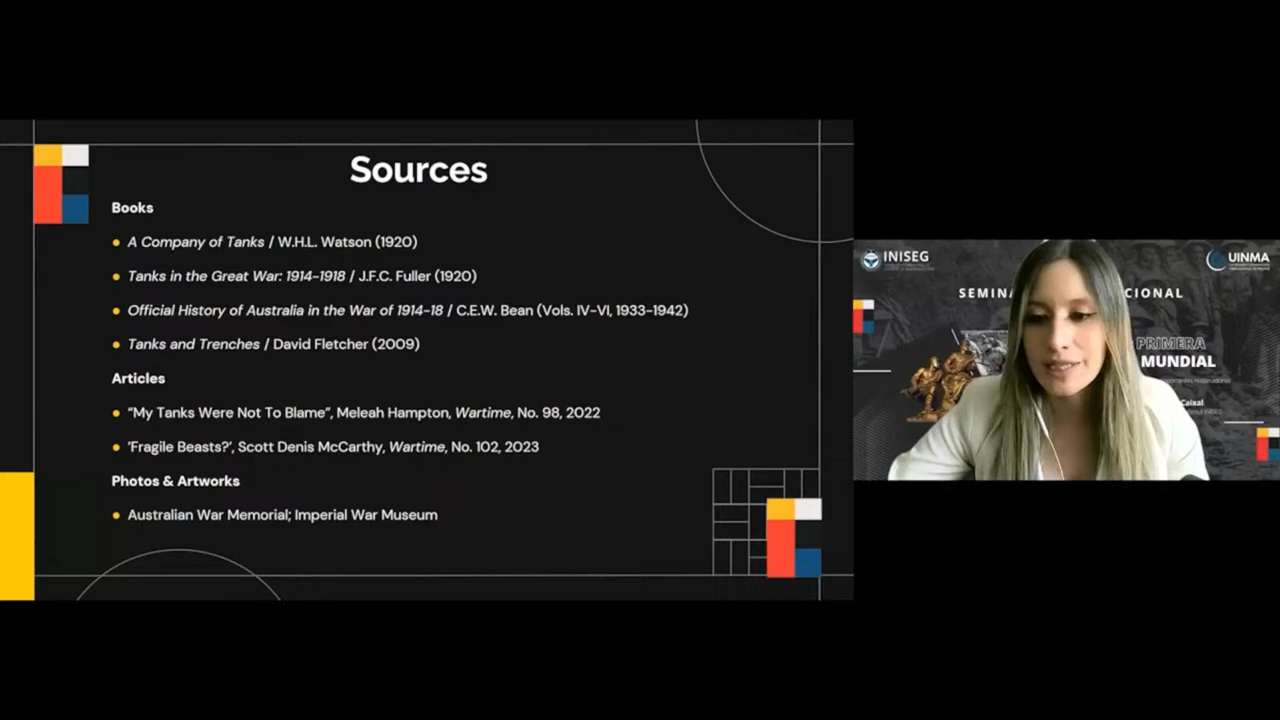 Sources
Books
A Company of Tanks / W.H.L. Watson (1920)
Tanks in the Great War: 1914-1918 / J.F.C. Fuller (1920)
Official History of Australia in the War of 1914-18 / C.E.W. Bean (Vols. IV-VI, 1933-1942)
Tanks and Trenches / David Fletcher (2009)
Articles
“My Tanks Were Not To Blame”, Meleah Hampton, Wartime, No. 98, 2022
‘Fragile Beasts?’, Scott Denis McCarthy, Wartime, No. 102, 2023
Photos & Artworks
Australian War Memorial; Imperial War Museum
INISEG
UINMA
SEMINA CIONAL
PRIMERA
MUNDIAL
Caixal